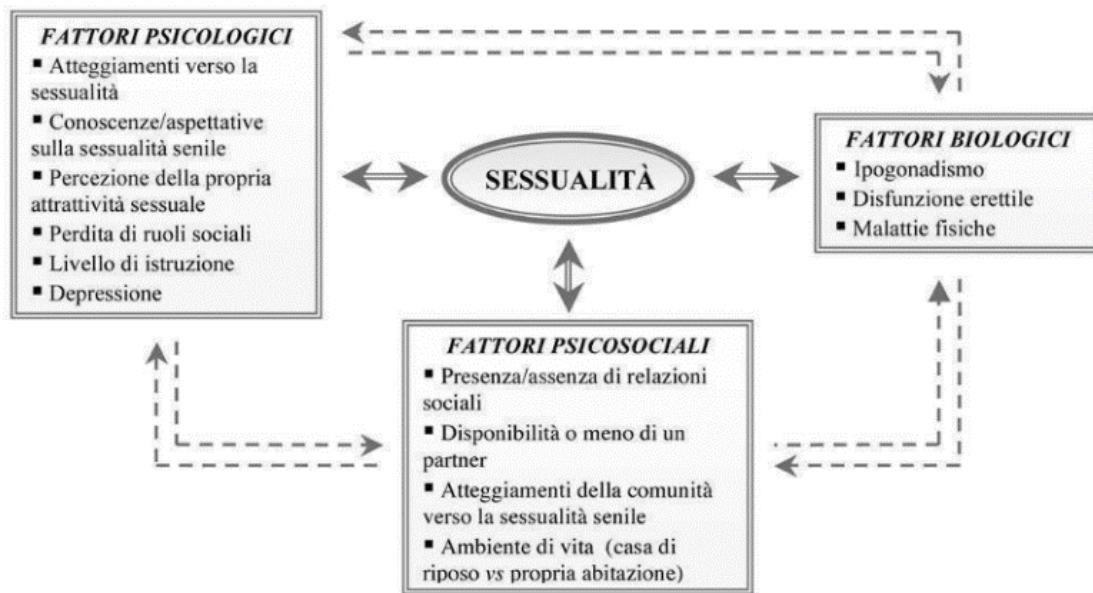 FATTORI PSICOLOGICI
▪ Atteggiamenti verso la
sessualità
▪ Conoscenze/aspettative
sulla sessualità senile
▪ Percezione della propria
attrattività sessuale
▪ Perdita di ruoli sociali
▪ Livello di istruzione
▪ Depressione
SESSUALITÀ
FATTORI BIOLOGICI
▪ Ipogonadismo
▪ Disfunzione erettile
▪ Malattie fisiche
FATTORI PSICOSOCIALI
▪ Presenza/assenza di relazioni
sociali
▪ Disponibilità o meno di un
partner
▪ Atteggiamenti della comunità
verso la sessualità senile
▪ Ambiente di vita (casa di
riposo vs propria abitazione)